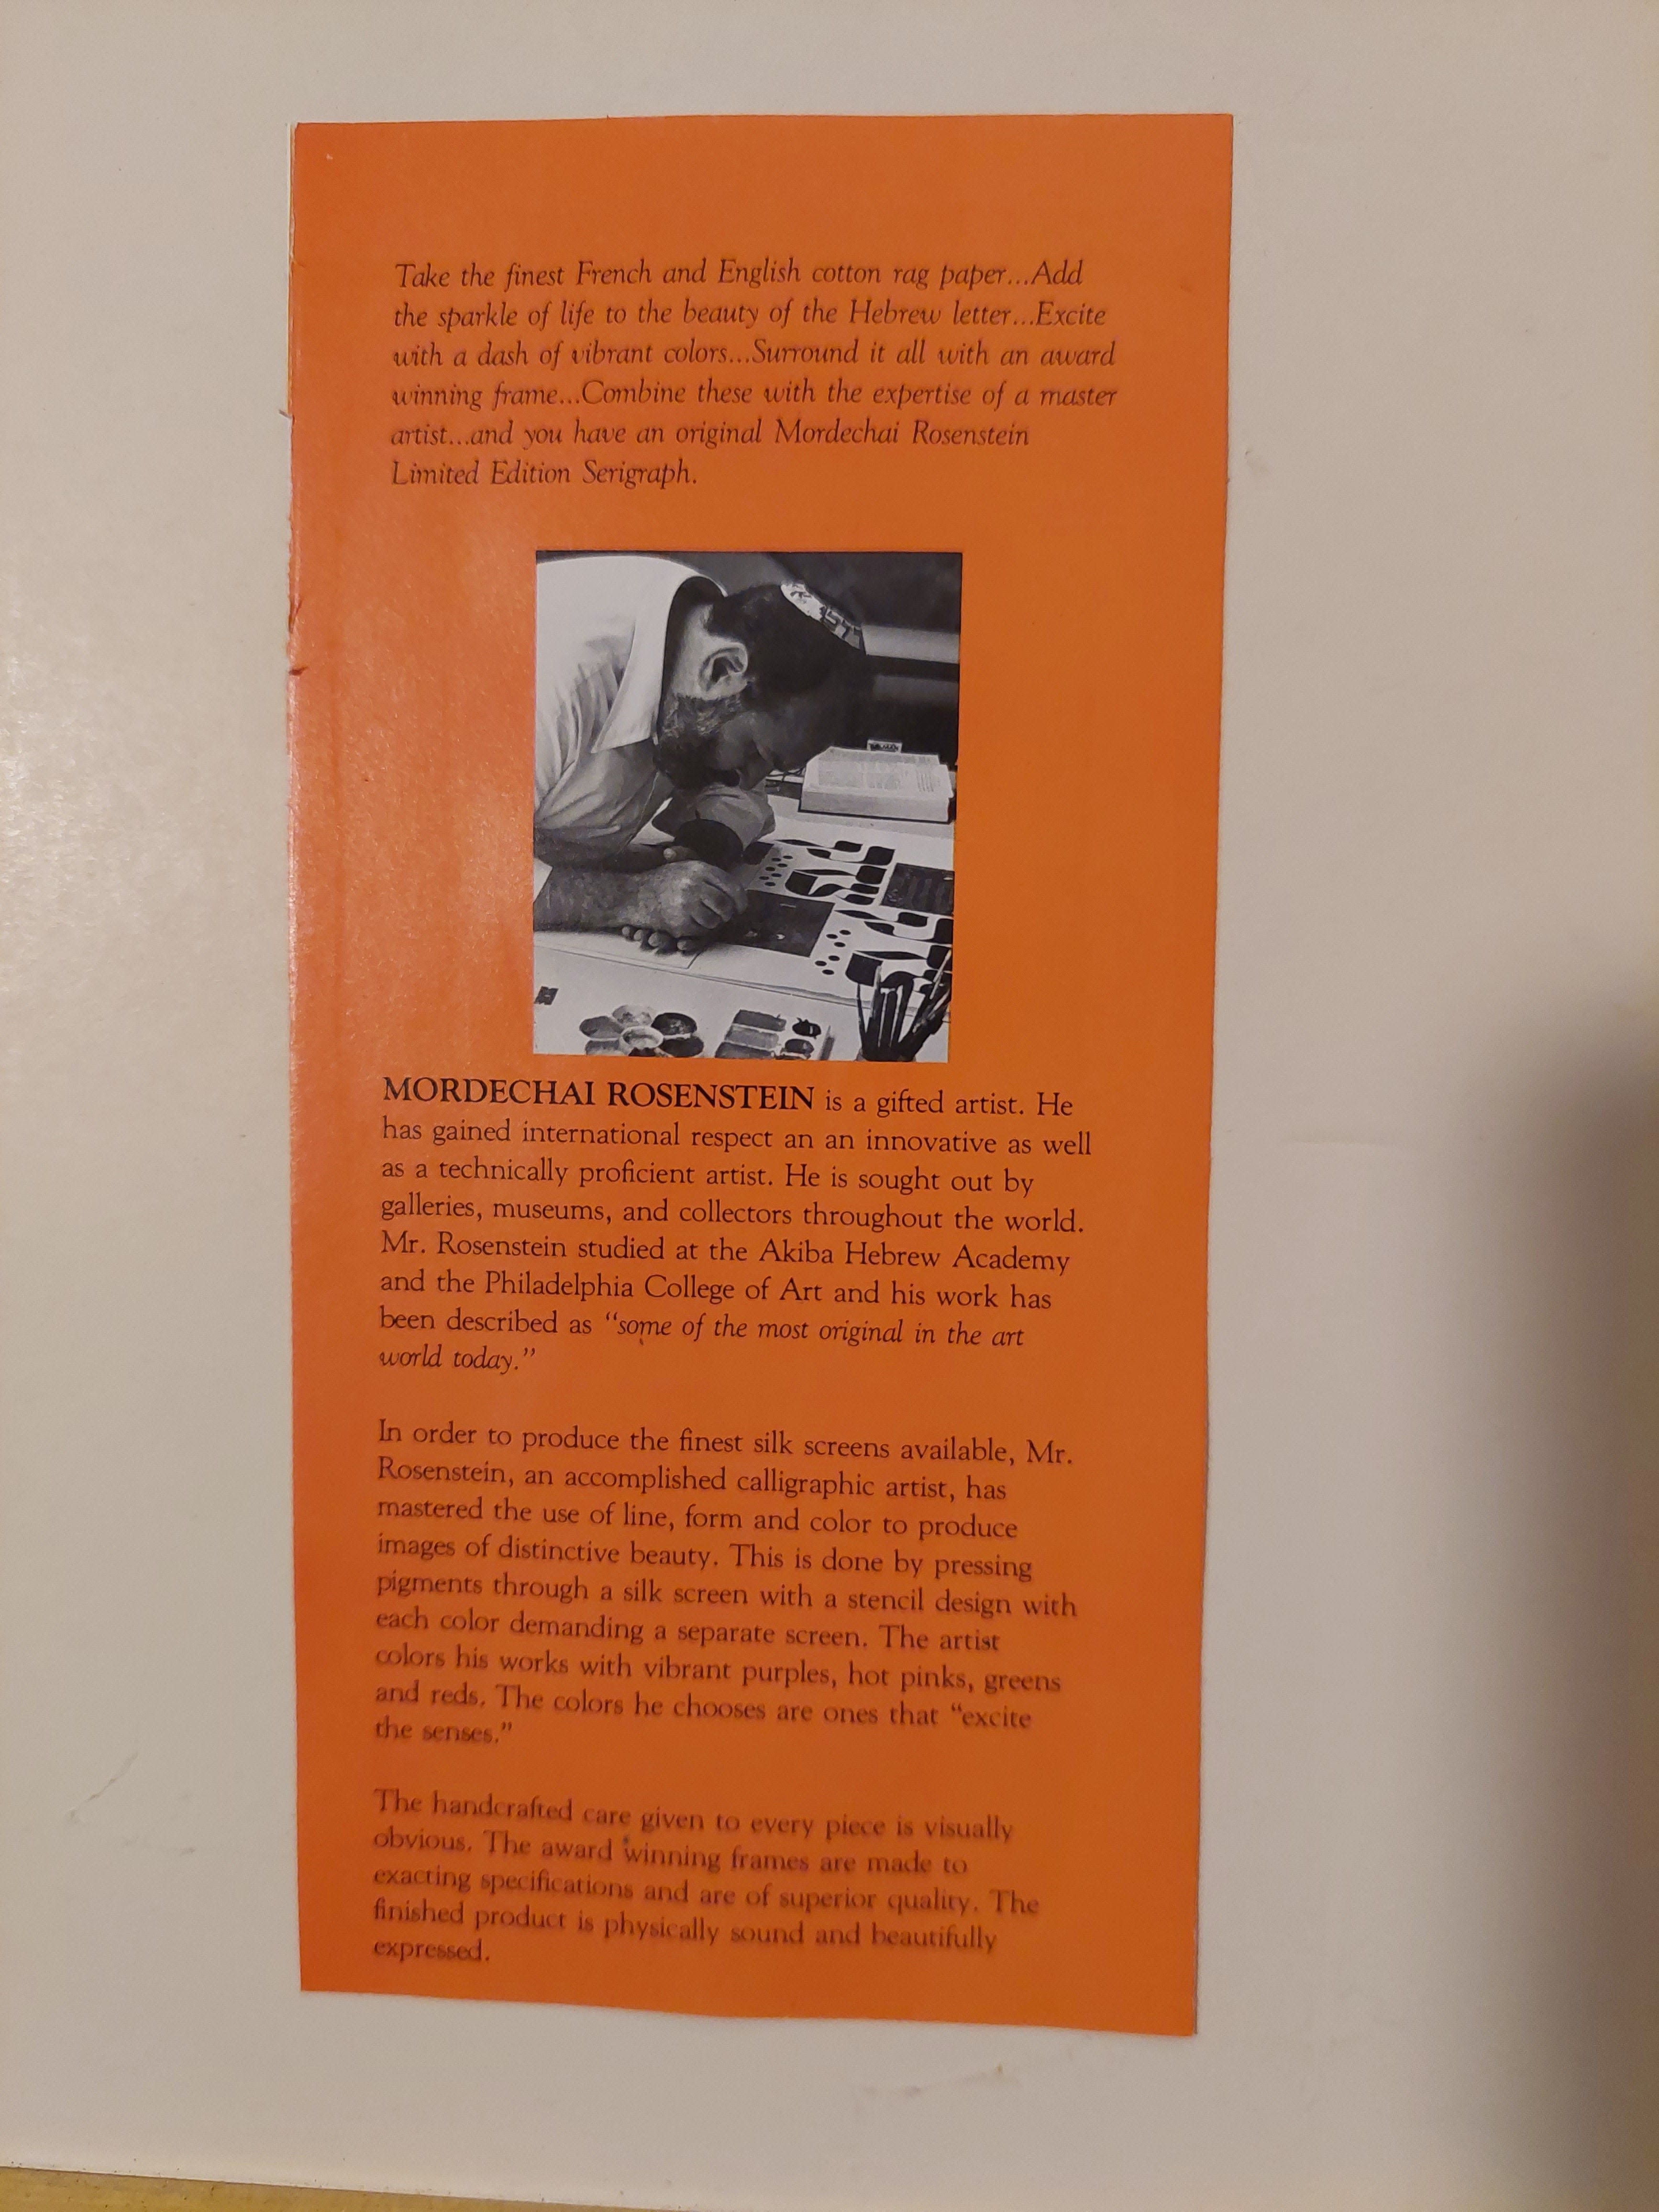 Take the finest French and English cotton rag paper...Add
the sparkle of life to the beauty of the Hebrew letter...Excite
with a dash of vibrant colors...Surround it all with an award
winning frame...Combine these with the expertise of a master
artist...and you have an original Mordechai Rosenstein
Limited Edition Serigraph.
MORDECHAI ROSENSTEIN is a gifted artist. He
has gained international respect an an innovative as well
as a technically proficient artist. He is sought out by
galleries, museums, and collectors throughout the world.
Mr. Rosenstein studied at the Akiba Hebrew Academy
and the Philadelphia College of Art and his work has
been described as "some of the most original in the art
world today."
In order to produce the finest silk screens available, Mr.
Rosenstein, an accomplished calligraphic artist, has
mastered the use of line, form and color to produce
images of distinctive beauty. This is done by pressing
pigments through a silk screen with a stencil design with
each color demanding a separate screen. The artist
colors his works with vibrant purples, hot pinks, greens
and reds. The colors he chooses are ones that "excite
the senses."
The handcrafted care given to every piece is visually
obvious. The award winning frames are made to
exacting specifications and are of superior quality. The
finished product is physically sound and beautifully
expressed.